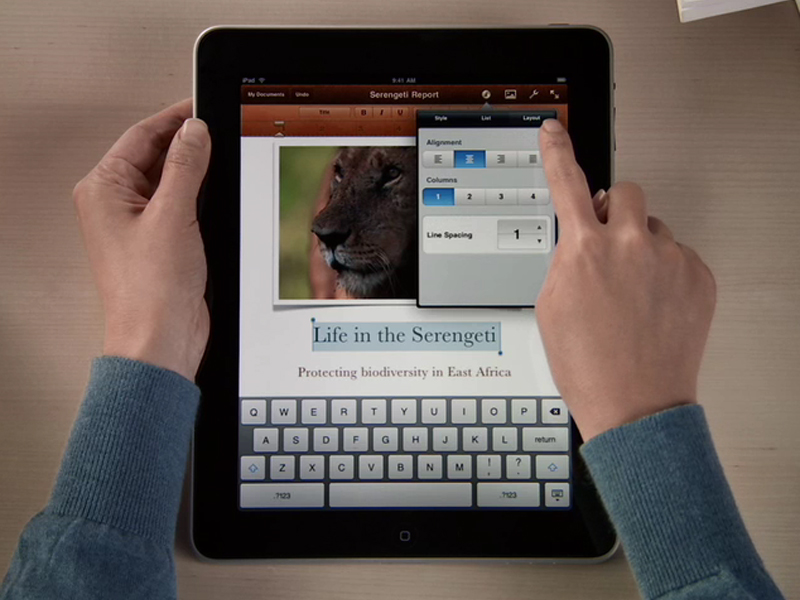 iPad 9:41 AM
My Documents Undo Serengeti Report
Title B I U
Style List Layout
Alignment
Columns
1 2 3 4
Line Spacing 1
Life in the Serengeti
Protecting biodiversity in East Africa
Q W E R T Y U I O P
A S D F G H J K L return
Z X C V B N M ! , ? .
.?123 .?123